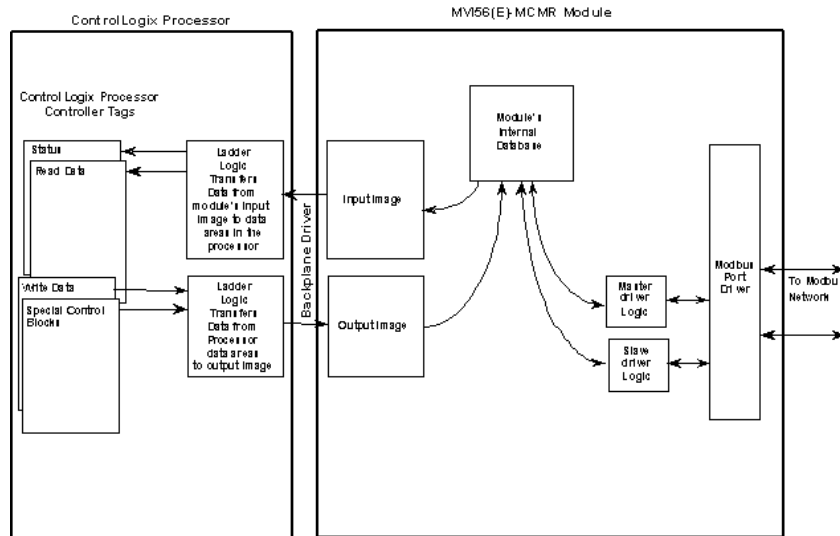 ControlLogix Processor
MVI56(E)-MCMR Module
Control Logix Processor
Controller Tags
Status
Read Data
Write Data
Special Control
Blocks
Ladder
Logic
Transfers
Data from
module's input
image to data
areas in the
processor
Ladder
Logic
Transfers
Data from
Processor
data areas
to output image
Backplane Driver
Input Image
Output Image
Module's
Internal
Database
Master
driver
Logic
Slave
driver
Logic
Modbus
Port
Driver
To Modbu
Network